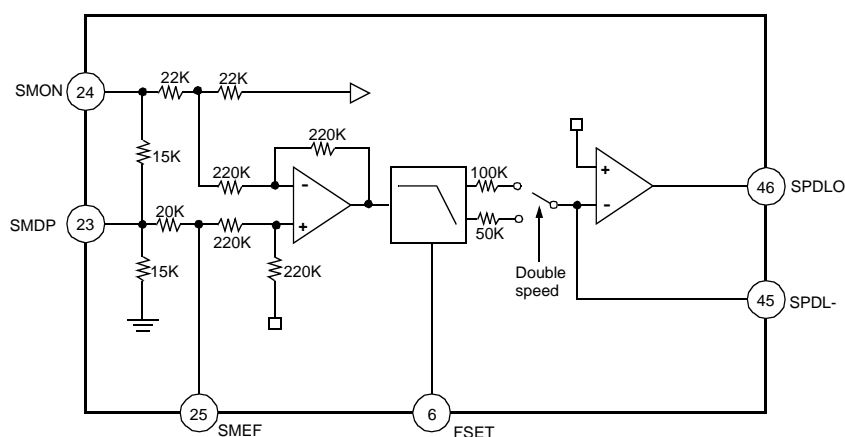 SMON
24
22K
22K
15K
220K
220K
-
+
SMDP
23
20K
220K
15K
220K
100K
50K
Double
speed
+
-
46
SPDLO
45
SPDL-
25
SMEF
6
FSET